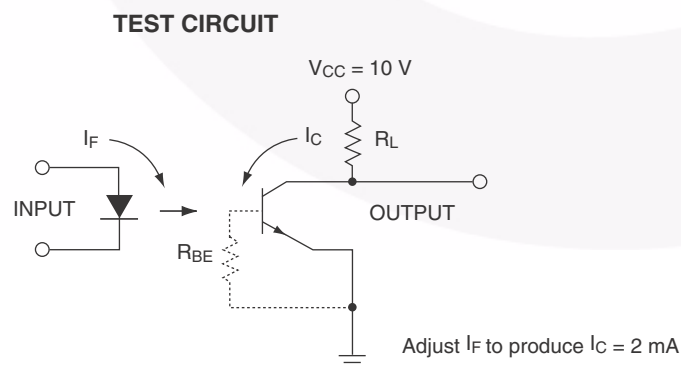 TEST CIRCUIT
VCC = 10 V
IF
IC
RL
INPUT
OUTPUT
RBE
Adjust IF to produce IC = 2 mA